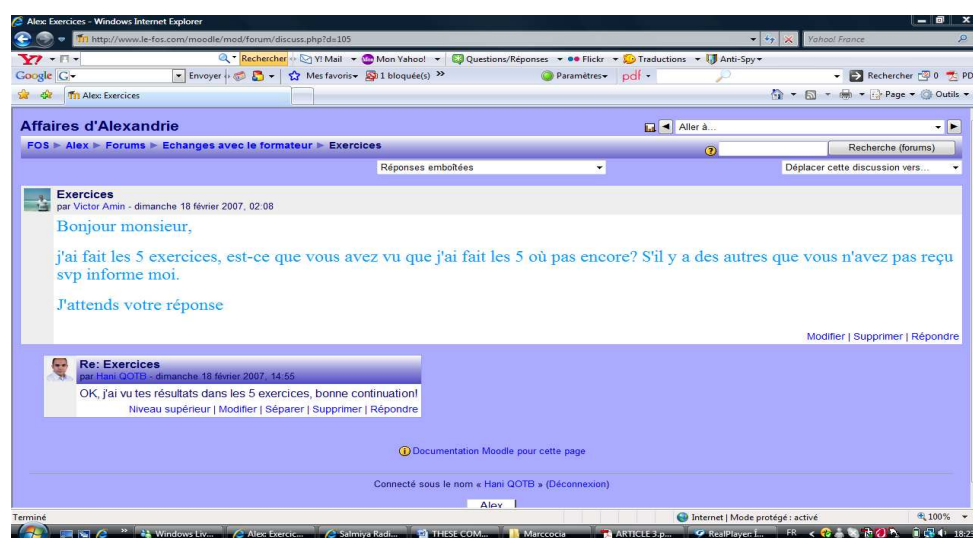 Alex: Exercices - Windows Internet Explorer
http://www.le-fos.com/moodle/mod/forum/discuss.php?d=105
Yahoo! France
Y? Rechercher Y! Mail Mon Yahoo! Questions/Réponses Flickr Traductions Anti-Spy
Google G Envoyer Mes favoris 1 bloquée(s) Paramètres pdf Rechercher 0 PD
Alex: Exercices Page Outils
Affaires d'Alexandrie Aller à...
FOS ► Alex ► Forums ► Echanges avec le formateur ► Exercices Recherche (forums)
Réponses emboîtées Déplacer cette discussion vers...
Exercices
par Victor Amin - dimanche 18 février 2007, 02:08
Bonjour monsieur,
j'ai fait les 5 exercices, est-ce que vous avez vu que j'ai fait les 5 où pas encore? S'il y a des autres que vous n'avez pas reçu
svp informe moi.
J'attends votre réponse
Modifier | Supprimer | Répondre
Re: Exercices
par Hani QOTB - dimanche 18 février 2007, 14:55
OK, j'ai vu tes résultats dans les 5 exercices, bonne continuation!
Niveau supérieur | Modifier | Séparer | Supprimer | Répondre
Documentation Moodle pour cette page
Connecté sous le nom « Hani QOTB » (Déconnexion)
Alex
Terminé Internet | Mode protégé : activé 100%
Windows Liv... Alex: Exercic... Salmiya Radi... THESE COM... Marccocia ARTICLE 3.p... RealPlayer: I... FR